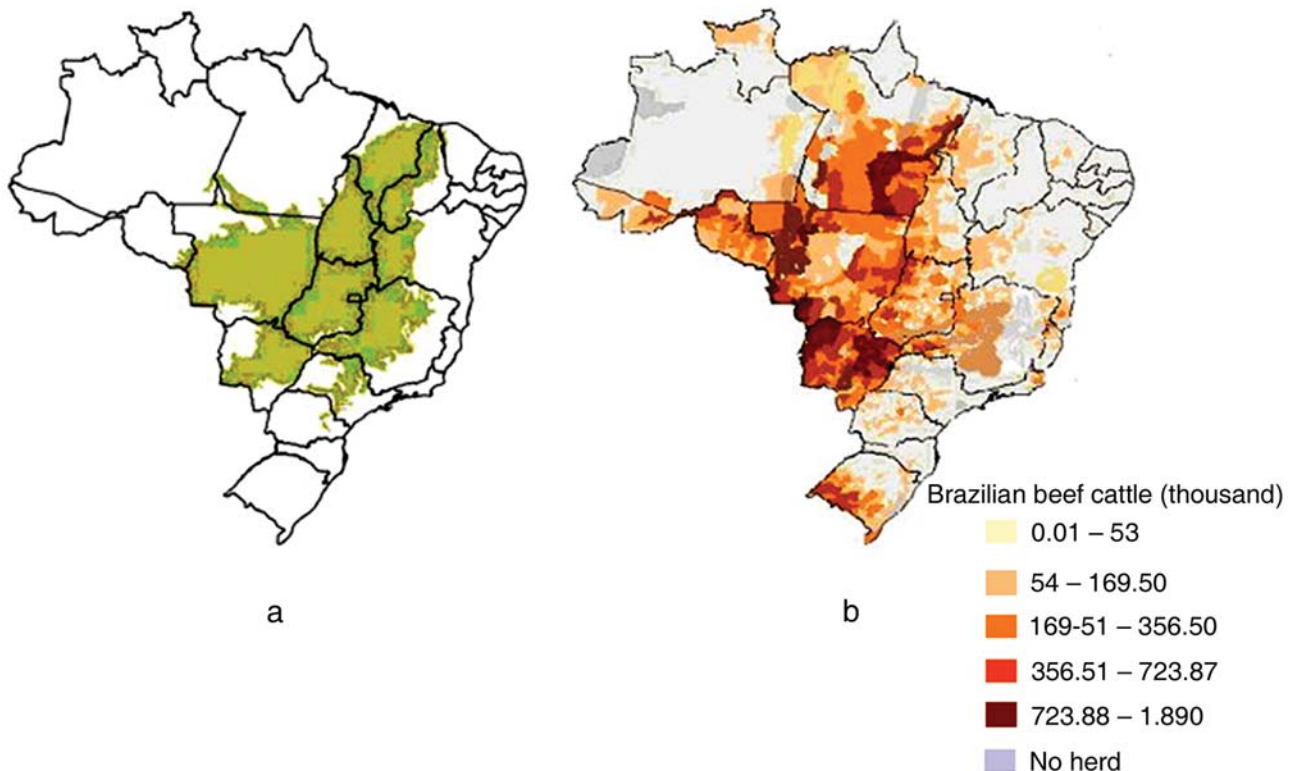 a
b
Brazilian beef cattle (thousand)
0.01 – 53
54 – 169.50
169-51 – 356.50
356.51 – 723.87
723.88 – 1.890
No herd